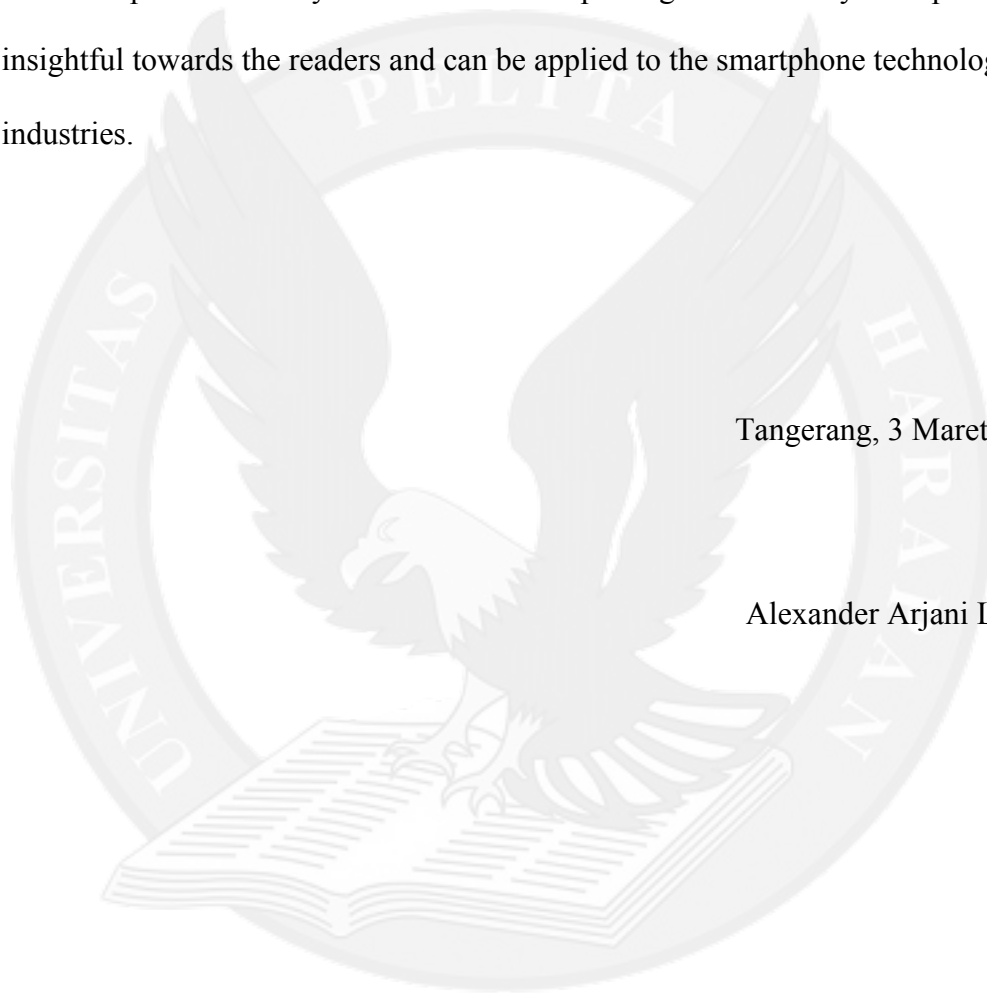 insightful towards the readers and can be applied to the smartphone
industries.
Tangerang, 3 Maret
Alexander Arjani
UNIVERSITAS PELITA HARAPAN